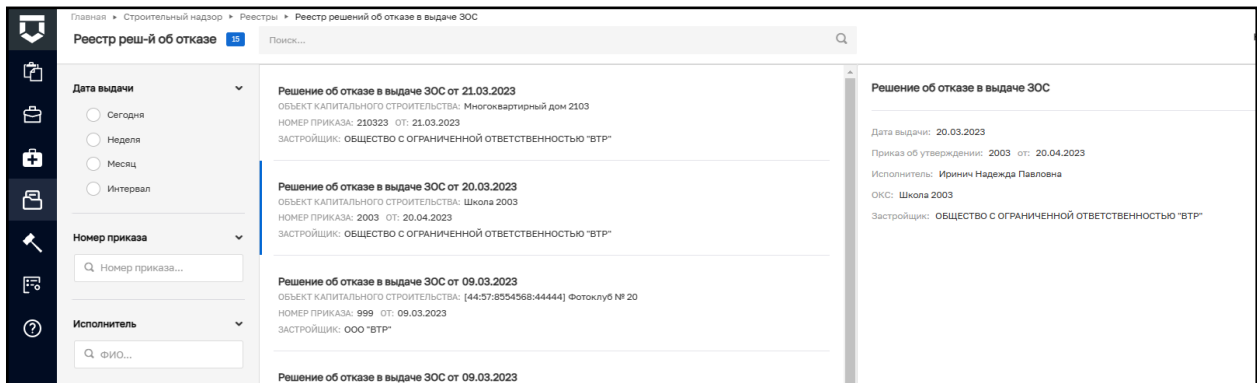 Главная ▸ Строительный надзор ▸ Реестры ▸ Реестр решений об отказе в выдаче ЗОС
Реестр реш-й об отказе 15
Поиск...
Дата выдачи
Сегодня
Неделя
Месяц
Интервал
Номер приказа
Номер приказа...
Исполнитель
ФИО...
Решение об отказе в выдаче ЗОС от 21.03.2023
ОБЪЕКТ КАПИТАЛЬНОГО СТРОИТЕЛЬСТВА: Многоквартирный дом 2103
НОМЕР ПРИКАЗА: 210323 ОТ: 21.03.2023
ЗАСТРОЙЩИК: ОБЩЕСТВО С ОГРАНИЧЕННОЙ ОТВЕТСТВЕННОСТЬЮ "ВТР"
Решение об отказе в выдаче ЗОС от 20.03.2023
ОБЪЕКТ КАПИТАЛЬНОГО СТРОИТЕЛЬСТВА: Школа 2003
НОМЕР ПРИКАЗА: 2003 ОТ: 20.04.2023
ЗАСТРОЙЩИК: ОБЩЕСТВО С ОГРАНИЧЕННОЙ ОТВЕТСТВЕННОСТЬЮ "ВТР"
Решение об отказе в выдаче ЗОС от 09.03.2023
ОБЪЕКТ КАПИТАЛЬНОГО СТРОИТЕЛЬСТВА: [44:57:8554568:44444] Фотоклуб № 20
НОМЕР ПРИКАЗА: 999 ОТ: 09.03.2023
ЗАСТРОЙЩИК: ООО "ВТР"
Решение об отказе в выдаче ЗОС от 09.03.2023
Решение об отказе в выдаче ЗОС
Дата выдачи: 20.03.2023
Приказ об утверждении: 2003 от: 20.04.2023
Исполнитель: Иринич Надежда Павловна
ОКС: Школа 2003
Застройщик: ОБЩЕСТВО С ОГРАНИЧЕННОЙ ОТВЕТСТВЕННОСТЬЮ "ВТР"